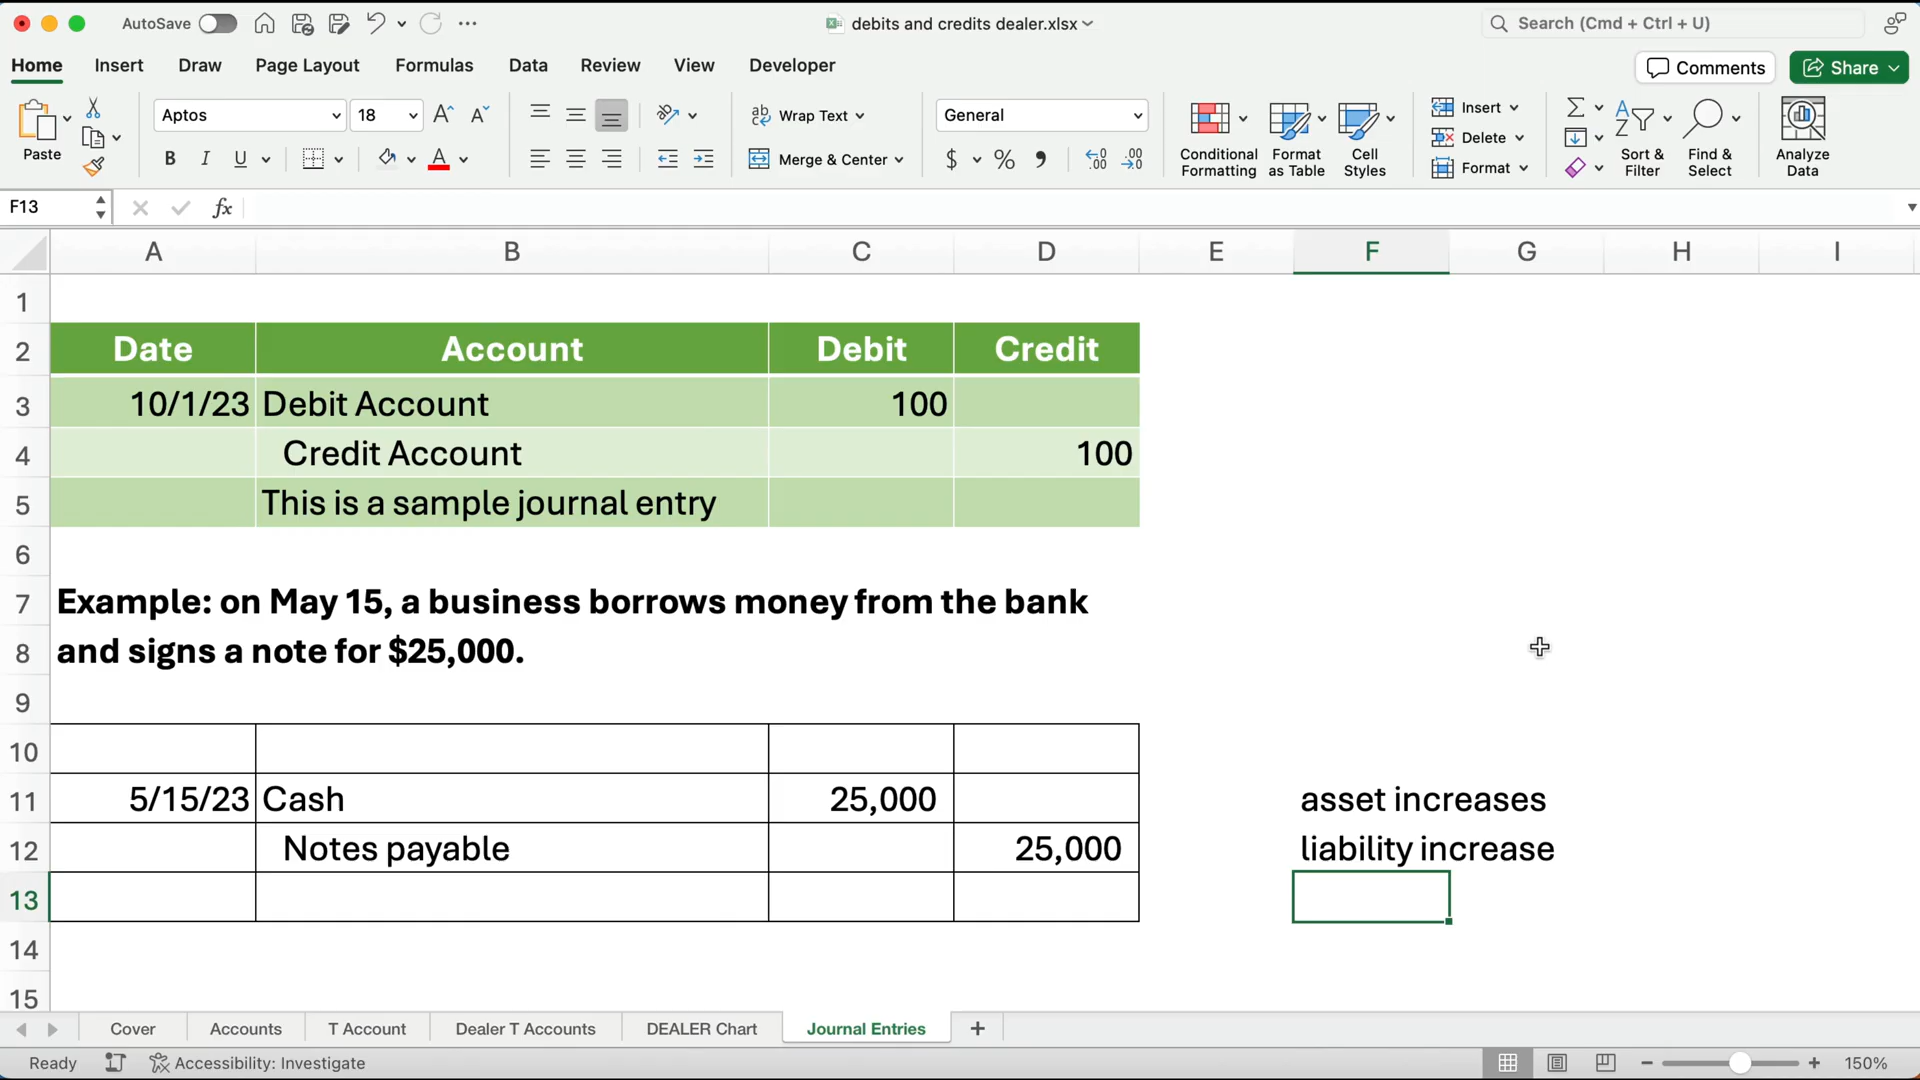 AutoSave
debits and credits dealer.xlsx
Search (Cmd + Ctrl + U)
Home Insert Draw Page Layout Formulas Data Review View Developer
Comments Share
Paste
Aptos 18
B I U
Wrap Text
Merge & Center
General
$ % 9
Conditional Formatting
Format as Table
Cell Styles
Insert
Delete
Format
Sort & Filter
Find & Select
Analyze Data
F13 fx
A B C D E F G H I
1
2 Date Account Debit Credit
3 10/1/23 Debit Account 100
4 Credit Account 100
5 This is a sample journal entry
6
7 Example: on May 15, a business borrows money from the bank
8 and signs a note for $25,000.
9
10
11 5/15/23 Cash 25,000 asset increases
12 Notes payable 25,000 liability increase
13
14
15
Cover Accounts T Account Dealer T Accounts DEALER Chart Journal Entries +
Ready Accessibility: Investigate 150%